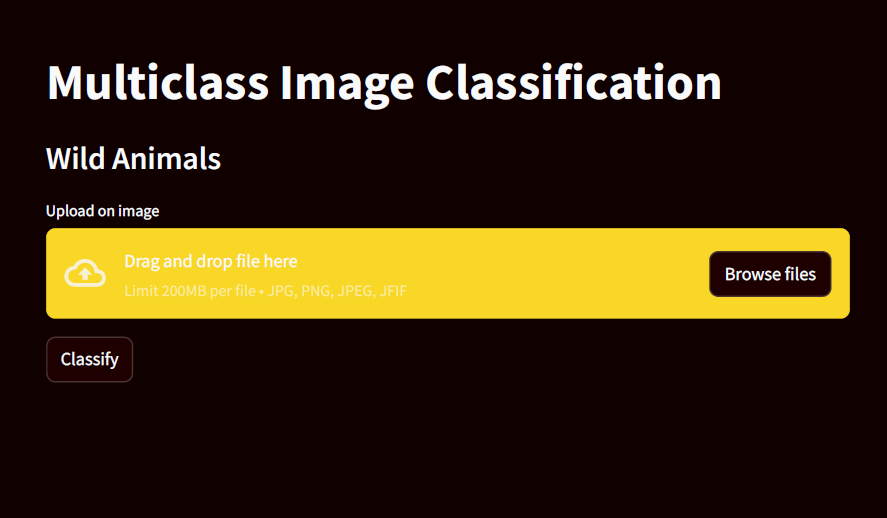 Multiclass Image Classification
Wild Animals
Upload on image
Drag and drop file here
Limit 200MB per file • JPG, PNG, JPEG, JFIF
Browse files
Classify